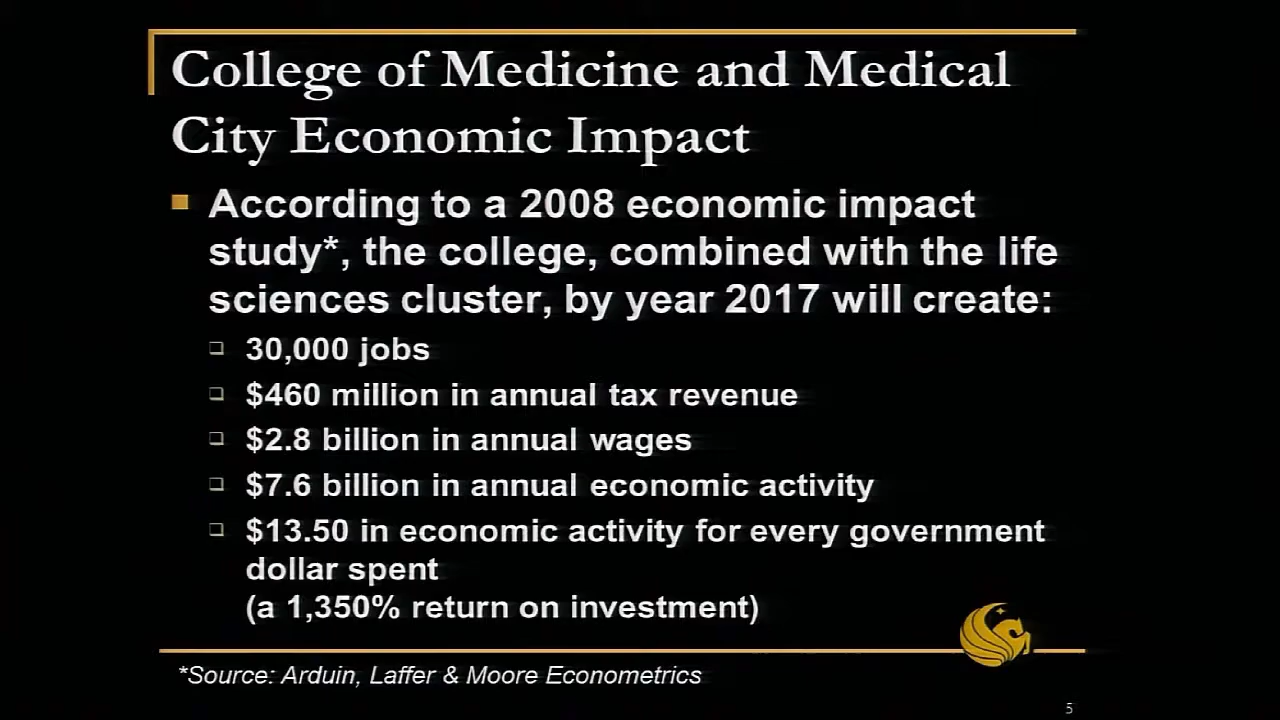 College of Medicine and Medical
City Economic Impact
According to a 2008 economic impact
study*, the college, combined with the life
sciences cluster, by year 2017 will create:
30,000 jobs
$460 million in annual tax revenue
$2.8 billion in annual wages
$7.6 billion in annual economic activity
$13.50 in economic activity for every government
dollar spent
(a 1,350% return on investment)
*Source: Arduin, Laffer & Moore Econometrics
5